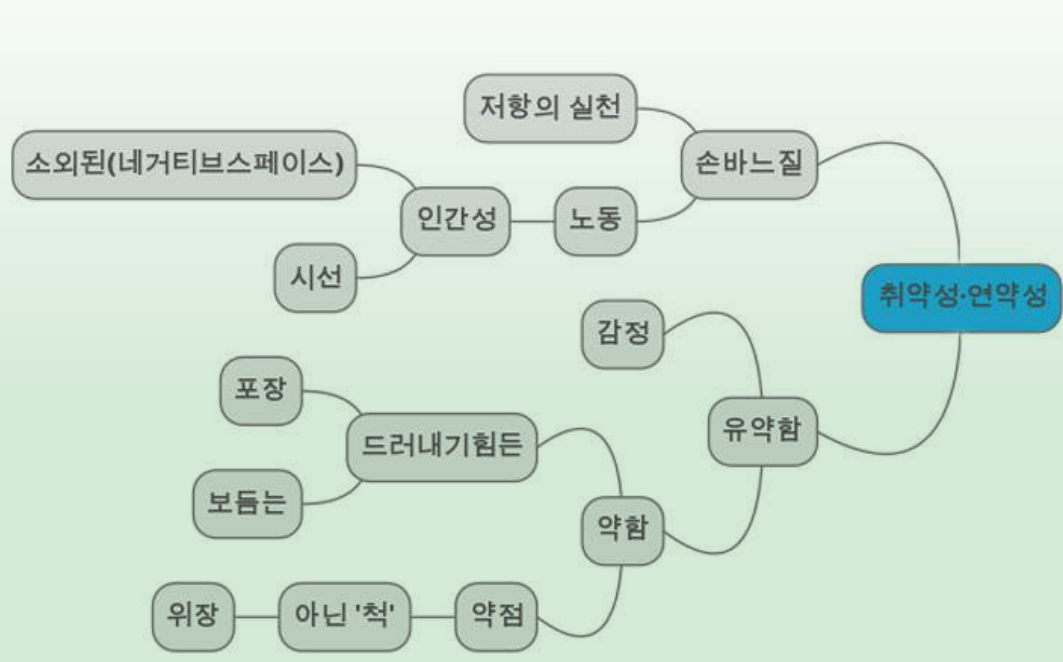 저항의 실천
소외된(네거티브스페이스)
손바느질
인간성
노동
시선
취약성·연약성
감정
포장
유약함
드러내기힘든
보듬는
약함
위장
아닌 '척'
약점